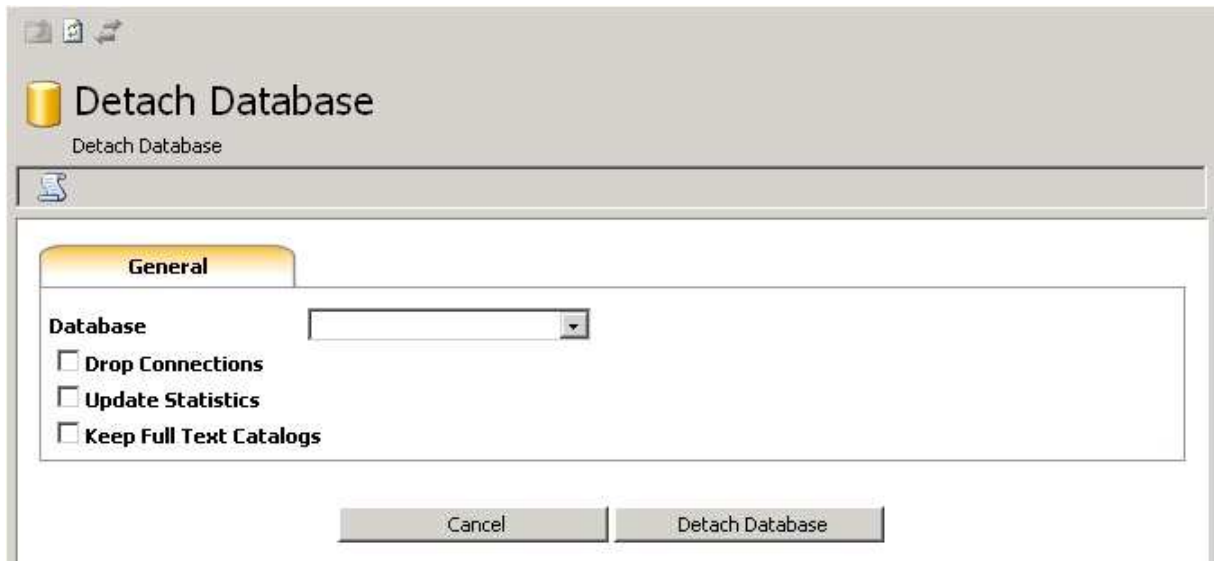 Detach Database
Detach Database
General
Database
Drop Connections
Update Statistics
Keep Full Text Catalogs
Cancel Detach Database